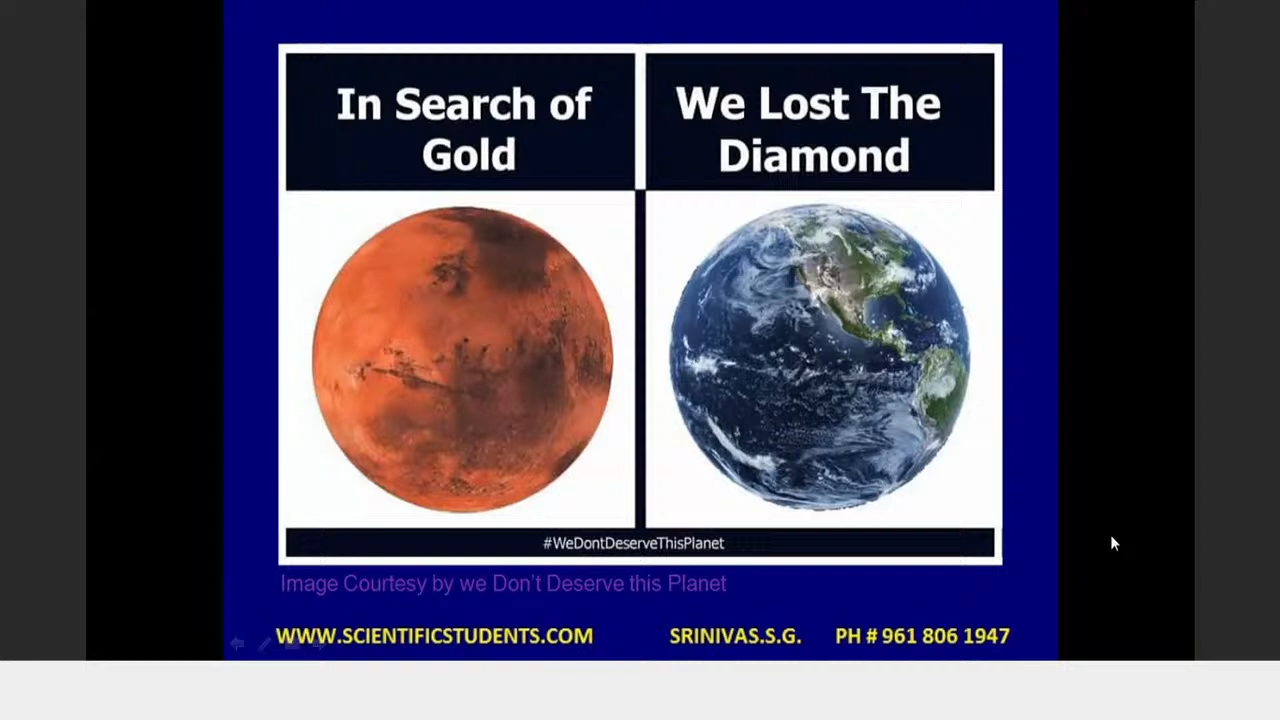 In Search of
Gold
We Lost The
Diamond
#WeDontDeserveThisPlanet
Image Courtesy by we Don't Deserve this Planet
WWW.SCIENTIFICSTUDENTS.COM SRINIVAS.S.G. PH # 961 806 1947